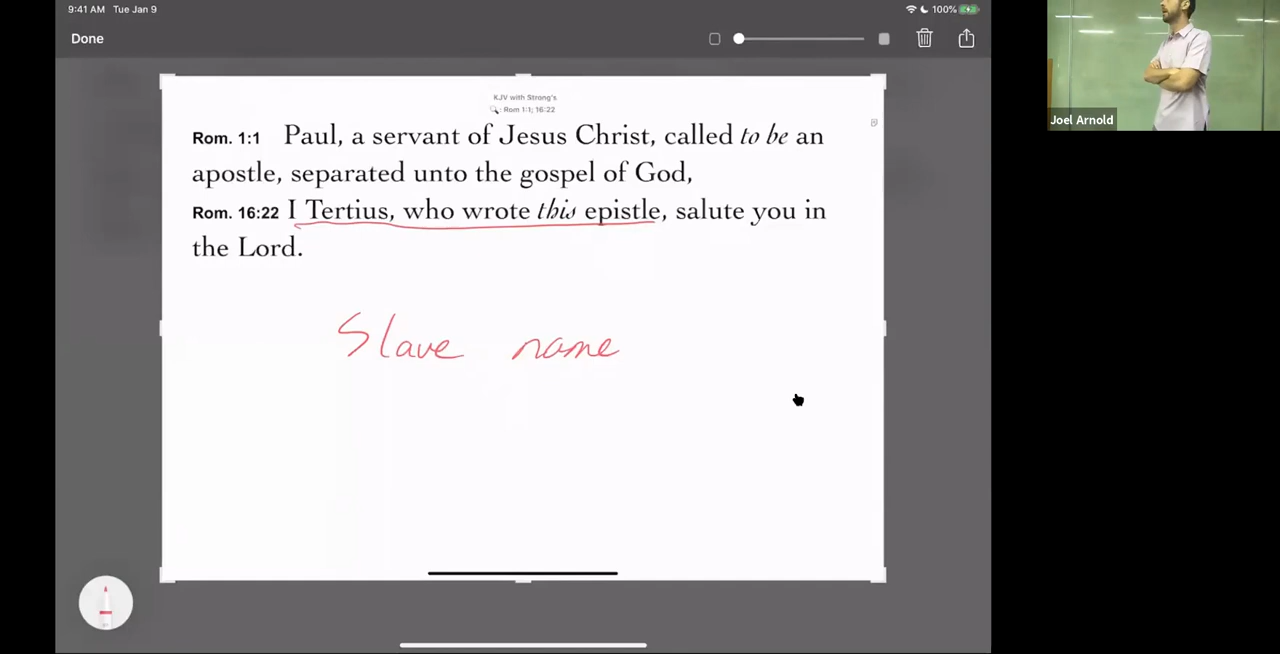 9:41 AM Tue Jan 9
100%
Done
KJV with Strong's
: Rom 1:1; 16:22
Rom. 1:1 Paul, a servant of Jesus Christ, called to be an
apostle, separated unto the gospel of God,
Rom. 16:22 I Tertius, who wrote this epistle, salute you in
the Lord.
Slave name
Joel Arnold